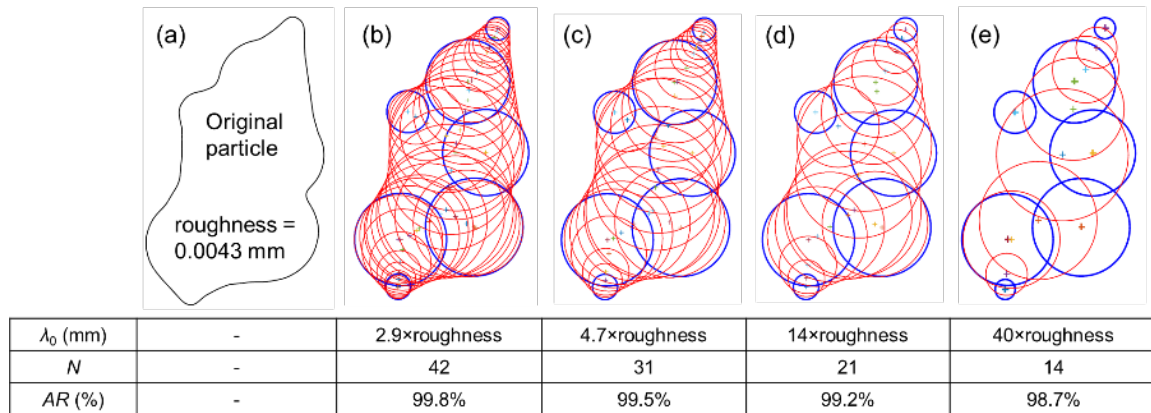 (a)
(b)
(c)
(d)
(e)
Original
particle
roughness =
0.0043 mm
λ0 (mm) - 2.9×roughness 4.7×roughness 14×roughness 40×roughness
N - 42 31 21 14
AR (%) - 99.8% 99.5% 99.2% 98.7%